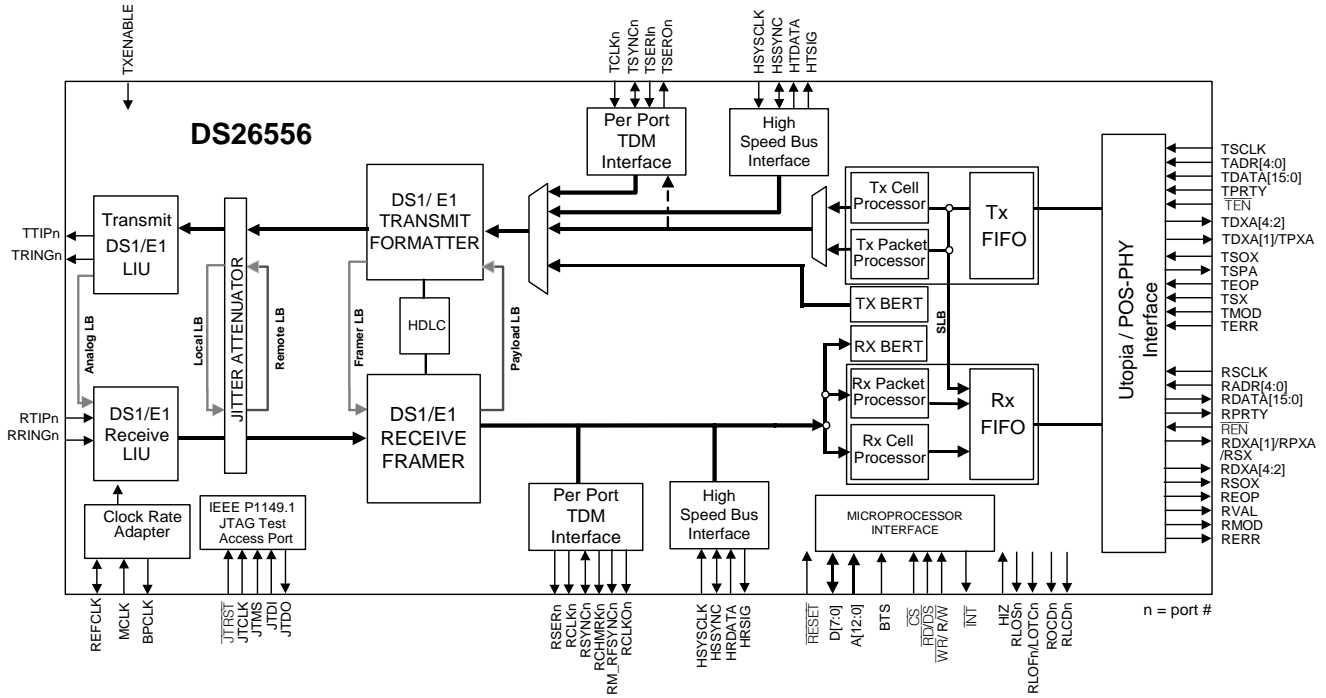 TXENABLE
TCLKn
TSYNCn
TSERIn
TSEROn
HSYSCLK
HSSYNC
HTDATA
HTSIG
DS26556
Per Port
TDM
Interface
High
Speed Bus
Interface
Transmit
DS1/E1
LIU
TTIPn
TRINGn
JITTER ATTENUATOR
DS1/ E1
TRANSMIT
FORMATTER
Tx Cell
Processor
Tx Packet
Processor
Tx
FIFO
TX BERT
RX BERT
SLB
HDLC
Analog LB
Local LB
Remote LB
Framer LB
Payload LB
DS1/E1
Receive
LIU
RTIPn
RRINGn
DS1/E1
RECEIVE
FRAMER
Rx Packet
Processor
Rx Cell
Processor
Rx
FIFO
Utopia / POS-PHY
Interface
TSCLK
TADR[4:0]
TDATA[15:0]
TPRTY
TEN
TDXA[4:2]
TDXA[1]/TPXA
TSOX
TSPA
TEOP
TSX
TMOD
TERR
RSCLK
RADR[4:0]
RDATA[15:0]
RPRTY
REN
RDXA[1]/RPXA
/RSX
RDXA[4:2]
RSOX
REOP
RVAL
RMOD
RERR
Clock Rate
Adapter
IEEE P1149.1
JTAG Test
Access Port
Per Port
TDM
Interface
High
Speed Bus
Interface
MICROPROCESSOR
INTERFACE
REFCLK
MCLK
BPCLK
JTRST
JTCLK
JTMS
JTDI
JTDO
RSERn
RCLKn
RSYNCn
RCHMRKn
RM_RFSYNCn
RCLKOn
HSYSCLK
HSSYNC
HRDATA
HRSIG
RESET
D[7:0]
A[12:0]
BTS
CS
RD/DS
WR/ R/W
INT
HIZ
RLOSn
RLOFn/LOTCn
ROCDn
RLCDn
n = port #